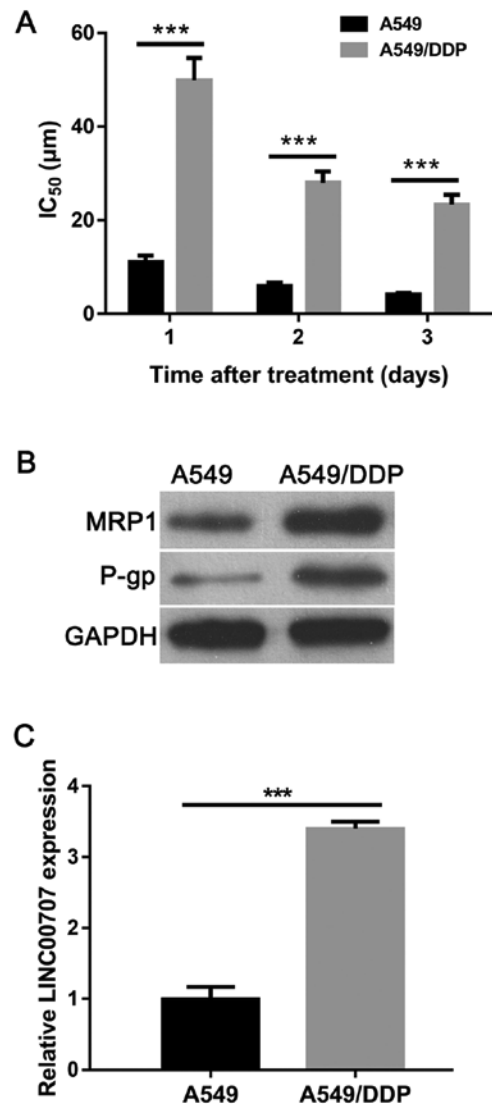 A
A549
A549/DDP
60
40
20
0
IC50 (μm)
***
***
***
1 2 3
Time after treatment (days)
B
A549 A549/DDP
MRP1
P-gp
GAPDH
C
Relative LINC00707 expression
4
3
2
1
0
***
A549 A549/DDP